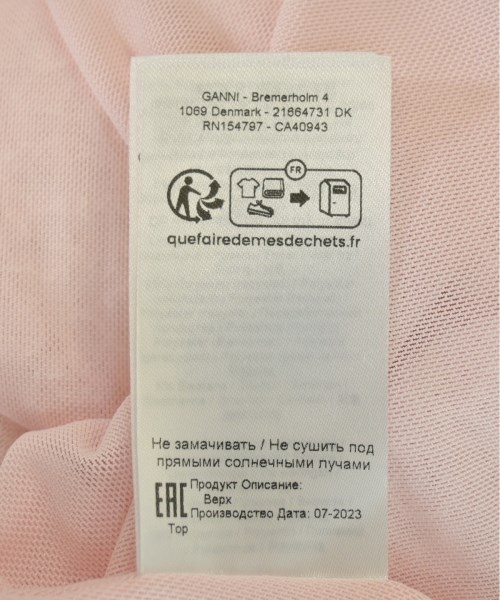 GANNI - Bremerholm 4
1069 Denmark - 21664731 DK
RN154797 - CA40943
FR
quefairedemesdechets.fr
Не замачивать / Не сушить под
прямыми солнечными лучами
EAC
Продукт Описание:
Верх
Производство Дата: 07-2023
Top